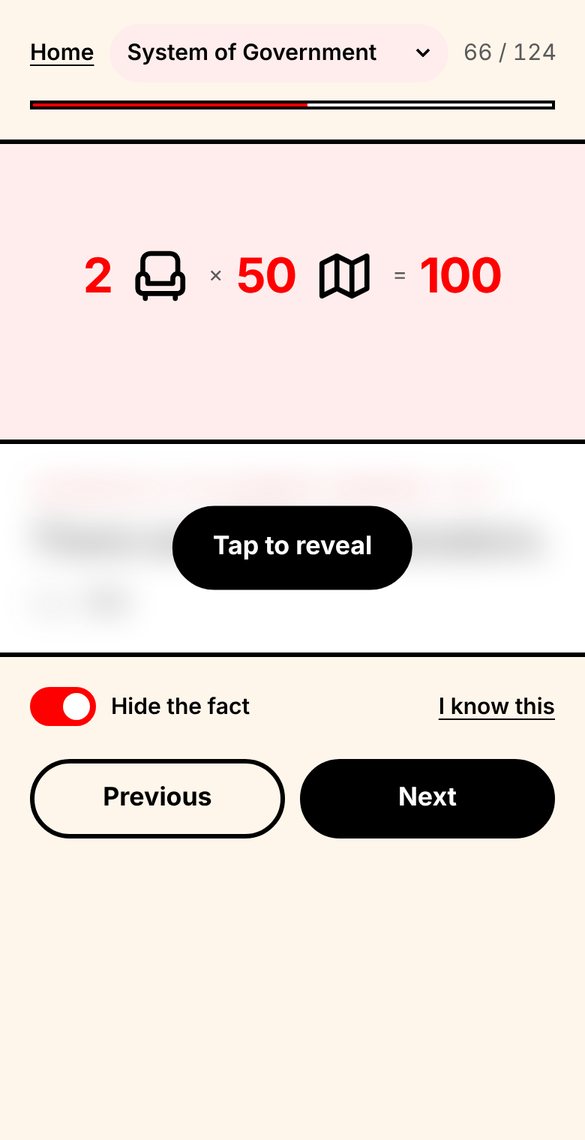 Home System of Government 66 / 124
2 × 50 = 100
Tap to reveal
Hide the fact I know this
Previous Next